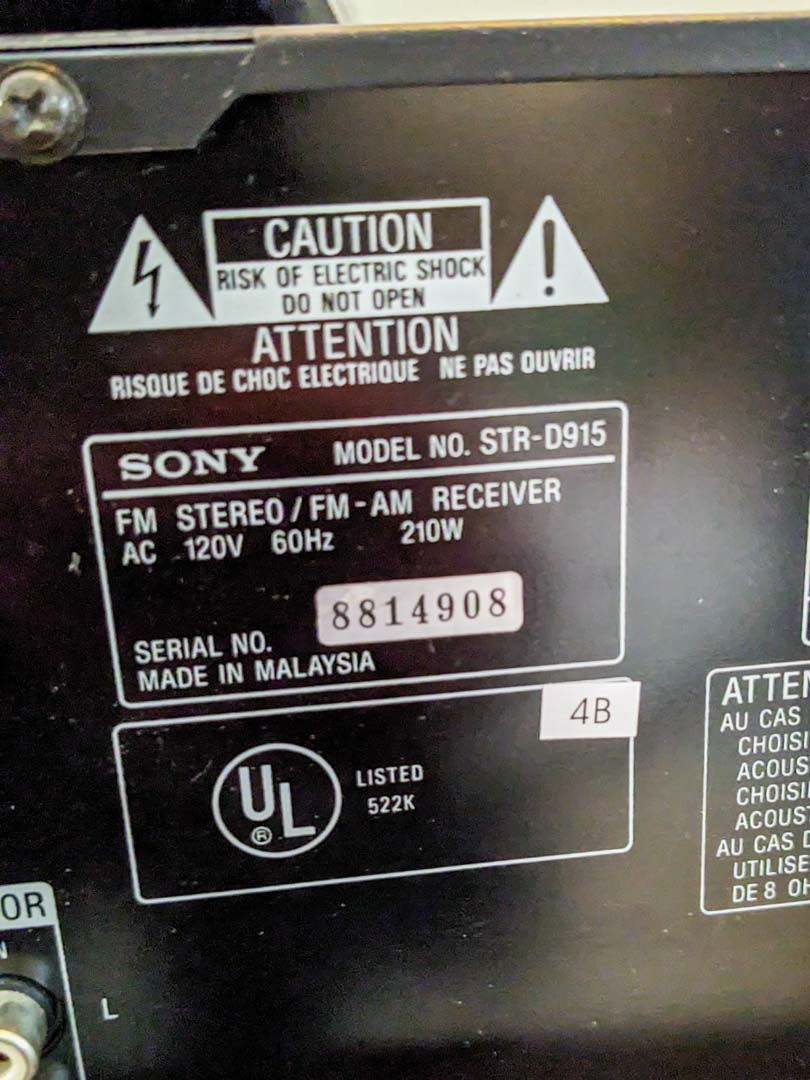 CAUTION
RISK OF ELECTRIC SHOCK
DO NOT OPEN
ATTENTION
RISQUE DE CHOC ELECTRIQUE NE PAS OUVRIR
SONY MODEL NO. STR-D915
FM STEREO / FM-AM RECEIVER
AC 120V 60Hz 210W
SERIAL NO. 8814908
MADE IN MALAYSIA
4B
UL ® LISTED
522K
AU CAS
CHOISI
ACOUS
CHOISI
ACOUST
AU CAS D
UTILISE
DE 8 OH
OR
L